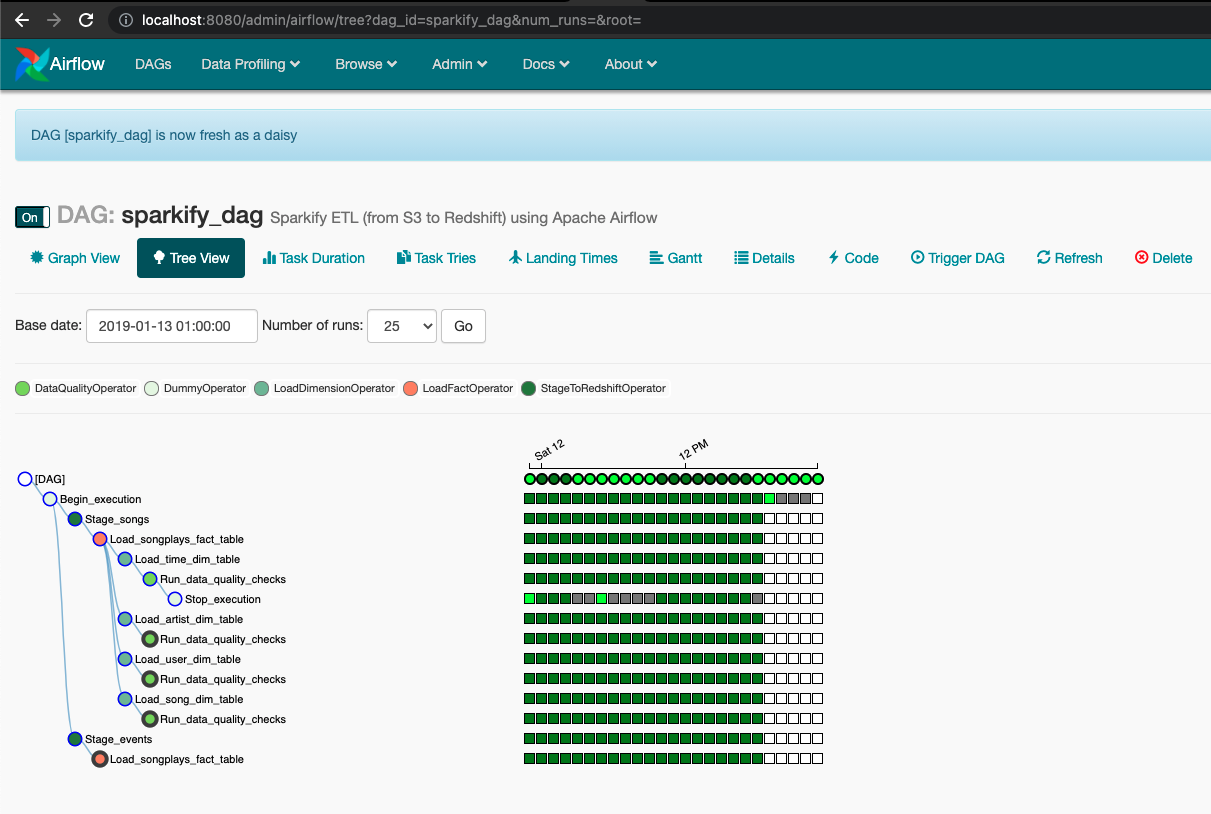 localhost:8080/admin/airflow/tree?dag_id=sparkify_dag&num_runs=&root=
Airflow DAGs Data Profiling Browse Admin Docs About
DAG [sparkify_dag] is now fresh as a daisy
On DAG: sparkify_dag Sparkify ETL (from S3 to Redshift) using Apache Airflow
Graph View Tree View Task Duration Task Tries Landing Times Gantt Details Code Trigger DAG Refresh Delete
Base date: 2019-01-13 01:00:00 Number of runs: 25 Go
DataQualityOperator DummyOperator LoadDimensionOperator LoadFactOperator StageToRedshiftOperator
Sat 12 12 PM
[DAG]
Begin_execution
Stage_songs
Load_songplays_fact_table
Load_time_dim_table
Run_data_quality_checks
Stop_execution
Load_artist_dim_table
Run_data_quality_checks
Load_user_dim_table
Run_data_quality_checks
Load_song_dim_table
Run_data_quality_checks
Stage_events
Load_songplays_fact_table